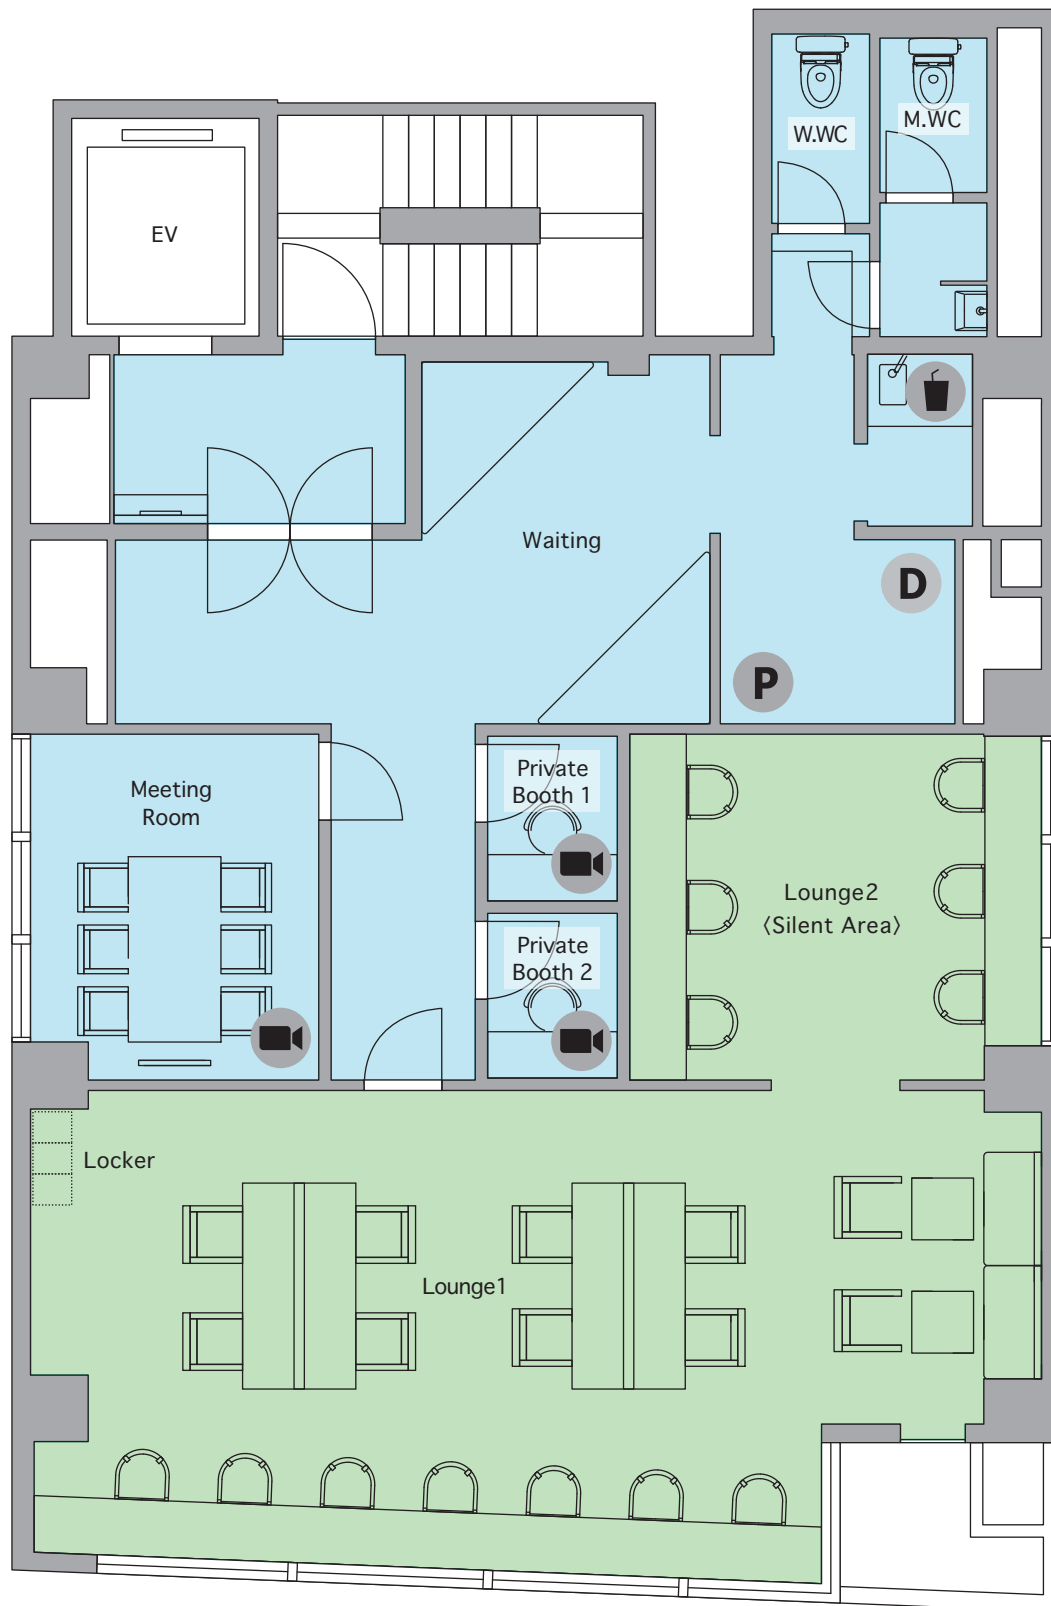 W.WC
M.WC
EV
Waiting
D
P
Meeting
Room
Private
Booth 1
Lounge2
〈Silent Area〉
Private
Booth 2
Locker
Lounge1